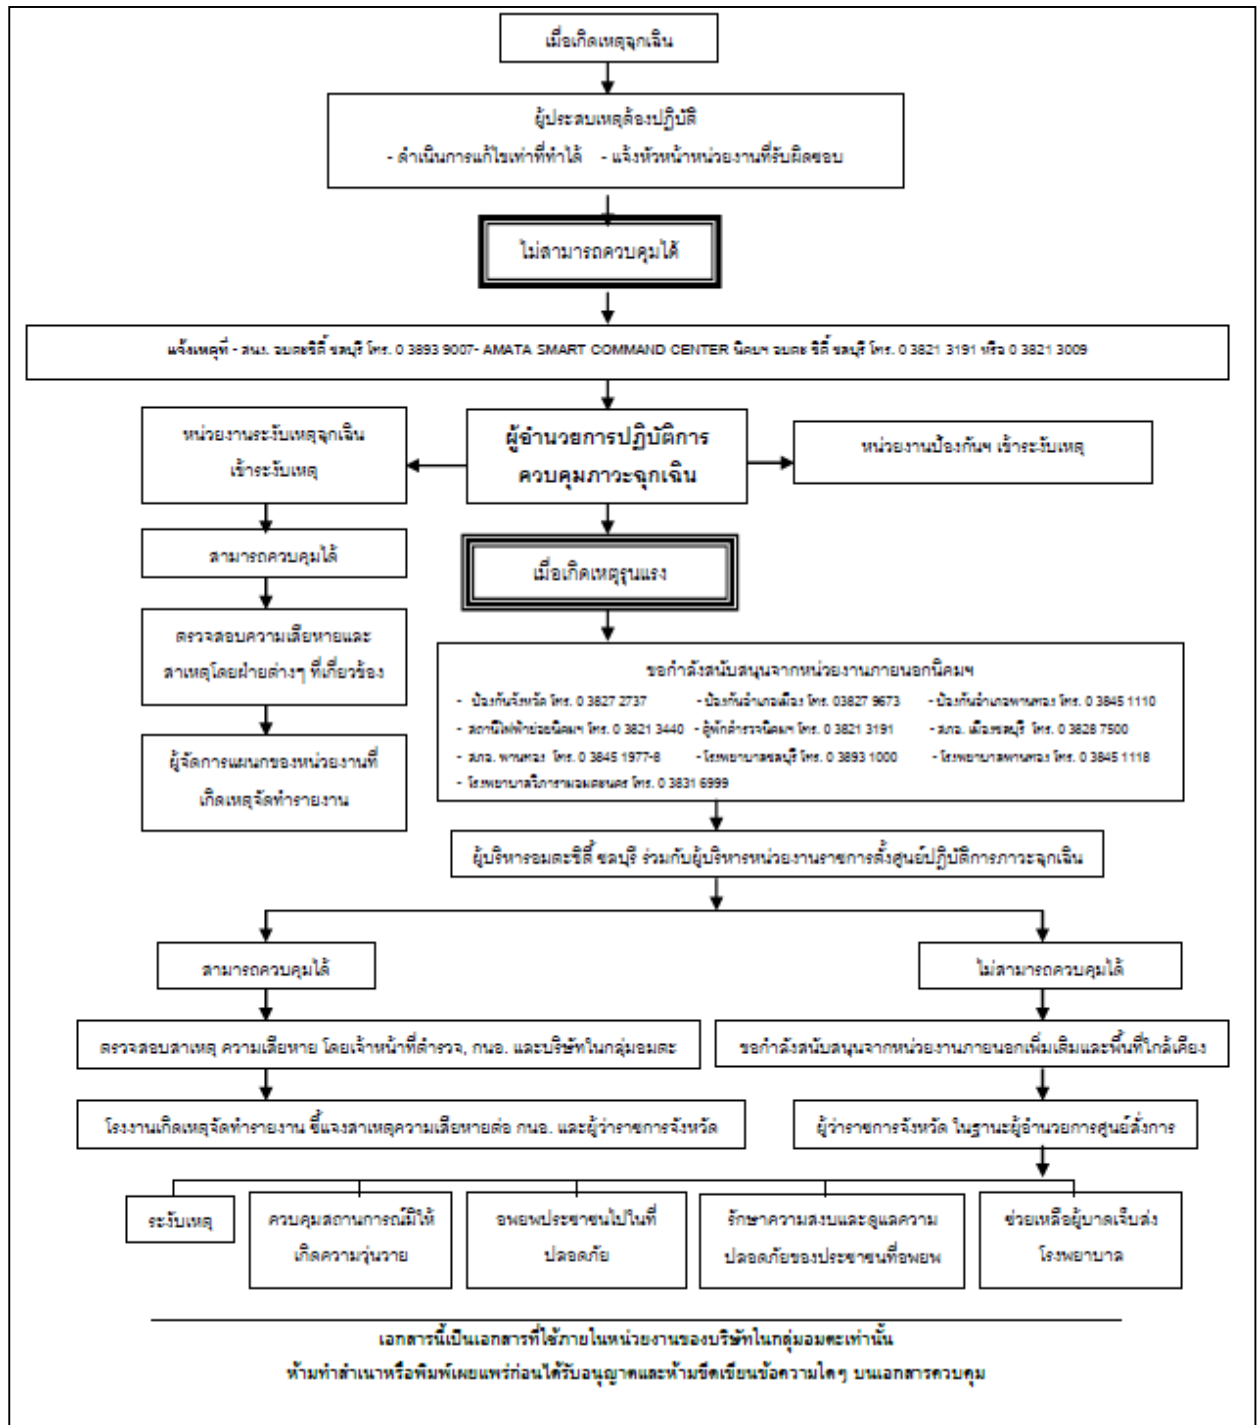 เมื่อเกิดเหตุฉุกเฉิน
ผู้ประสบเหตุต้องปฏิบัติ
- ดำเนินการแก้ไขเท่าที่ทำได้ - แจ้งหัวหน้าหน่วยงานที่รับผิดชอบ
ไม่สามารถควบคุมได้
แจ้งเหตุที่ - สนง. อมตะซิตี้ ชลบุรี โทร. 0 3893 9007- AMATA SMART COMMAND CENTER นิคมฯ อมตะ ซิตี้ ชลบุรี โทร. 0 3821 3191 หรือ 0 3821 3009
หน่วยงานระงับเหตุฉุกเฉิน
เข้าระงับเหตุ
ผู้อำนวยการปฏิบัติการ
ควบคุมภาวะฉุกเฉิน
หน่วยงานป้องกันฯ เข้าระงับเหตุ
สามารถควบคุมได้
เมื่อเกิดเหตุรุนแรง
ตรวจสอบความเสียหายและ
สาเหตุโดยฝ่ายต่างๆ ที่เกี่ยวข้อง
ผู้จัดการแผนกของหน่วยงานที่
เกิดเหตุจัดทำรายงาน
ขอกำลังสนับสนุนจากหน่วยงานภายนอกนิคมฯ
- ป้องกันจังหวัด โทร. 0 3827 2737 - ป้องกันอำเภอเมือง โทร. 03827 9673 - ป้องกันอำเภอพานทอง โทร. 0 3845 1110
- สถานีไฟฟ้าย่อยนิคมฯ โทร. 0 3821 3440 - ตู้พักตำรวจนิคมฯ โทร. 0 3821 3191 - สภอ. เมืองชลบุรี โทร. 0 3828 7500
- สภอ. พานทอง โทร. 0 3845 1977-8 - โรงพยาบาลชลบุรี โทร. 0 3893 1000 - โรงพยาบาลพานทอง โทร. 0 3845 1118
- โรงพยาบาลวิภารามอมตะนคร โทร. 0 3831 6999
ผู้บริหารอมตะซิตี้ ชลบุรี ร่วมกับผู้บริหารหน่วยงานราชการตั้งศูนย์ปฏิบัติการภาวะฉุกเฉิน
สามารถควบคุมได้
ไม่สามารถควบคุมได้
ตรวจสอบสาเหตุ ความเสียหาย โดยเจ้าหน้าที่ตำรวจ, กนอ. และบริษัทในกลุ่มอมตะ
ขอกำลังสนับสนุนจากหน่วยงานภายนอกเพิ่มเติมและพื้นที่ใกล้เคียง
โรงงานเกิดเหตุจัดทำรายงาน ชี้แจงสาเหตุความเสียหายต่อ กนอ. และผู้ว่าราชการจังหวัด
ผู้ว่าราชการจังหวัด ในฐานะผู้อำนวยการศูนย์สั่งการ
ระงับเหตุ
ควบคุมสถานการณ์มิให้
เกิดความวุ่นวาย
อพยพประชาชนไปในที่
ปลอดภัย
รักษาความสงบและดูแลความ
ปลอดภัยของประชาชนที่อพยพ
ช่วยเหลือผู้บาดเจ็บส่ง
โรงพยาบาล
เอกสารนี้เป็นเอกสารที่ใช้ภายในหน่วยงานของบริษัทในกลุ่มอมตะเท่านั้น
ห้ามทำสำเนาหรือพิมพ์เผยแพร่ก่อนได้รับอนุญาตและห้ามขีดเขียนข้อความใดๆ บนเอกสารควบคุม